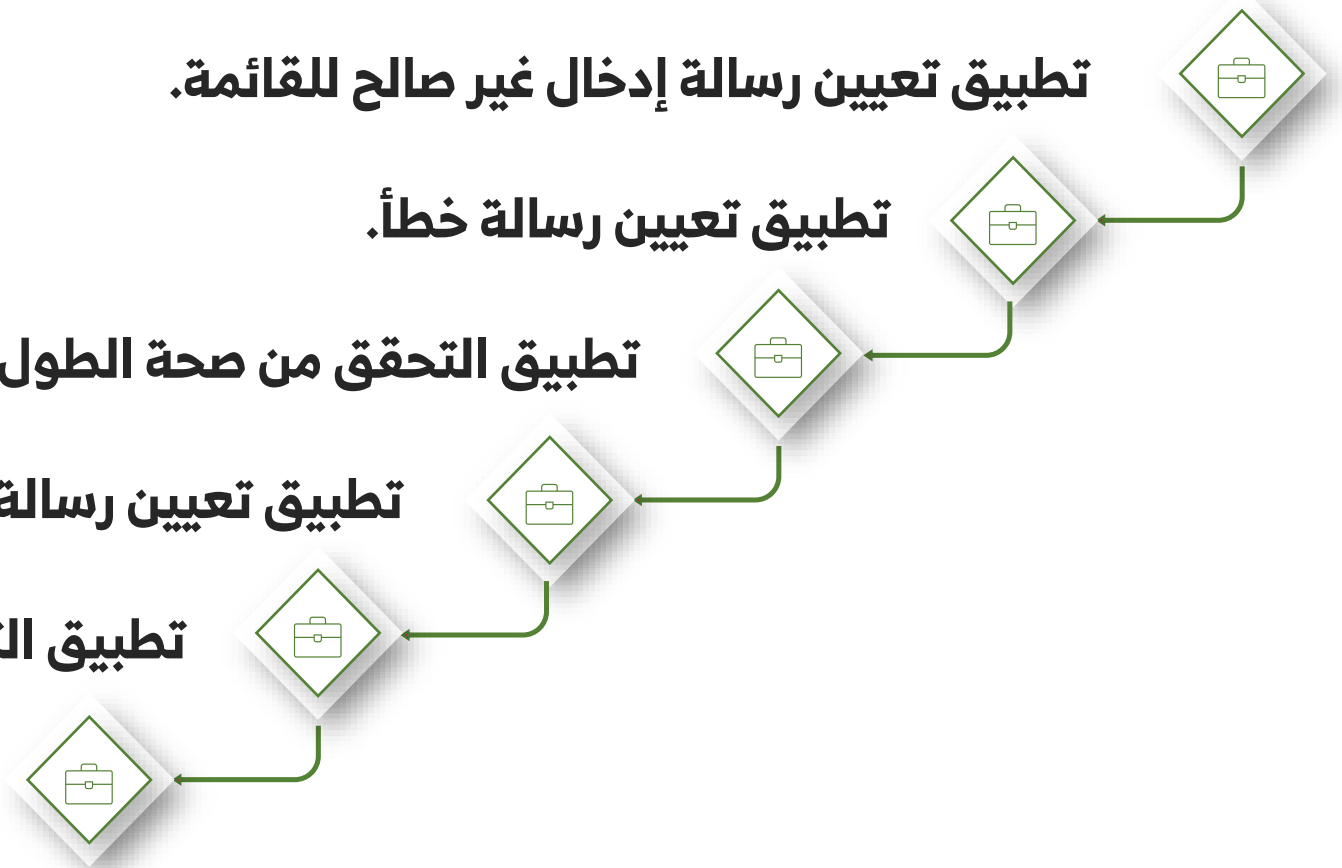 تطبيق تعيين رسالة إدخال غير صالح للقائمة.
تطبيق تعيين رسالة خطأ.
تطبيق التحقق من صحة الطول
تطبيق تعيين رسالة
تطبيق